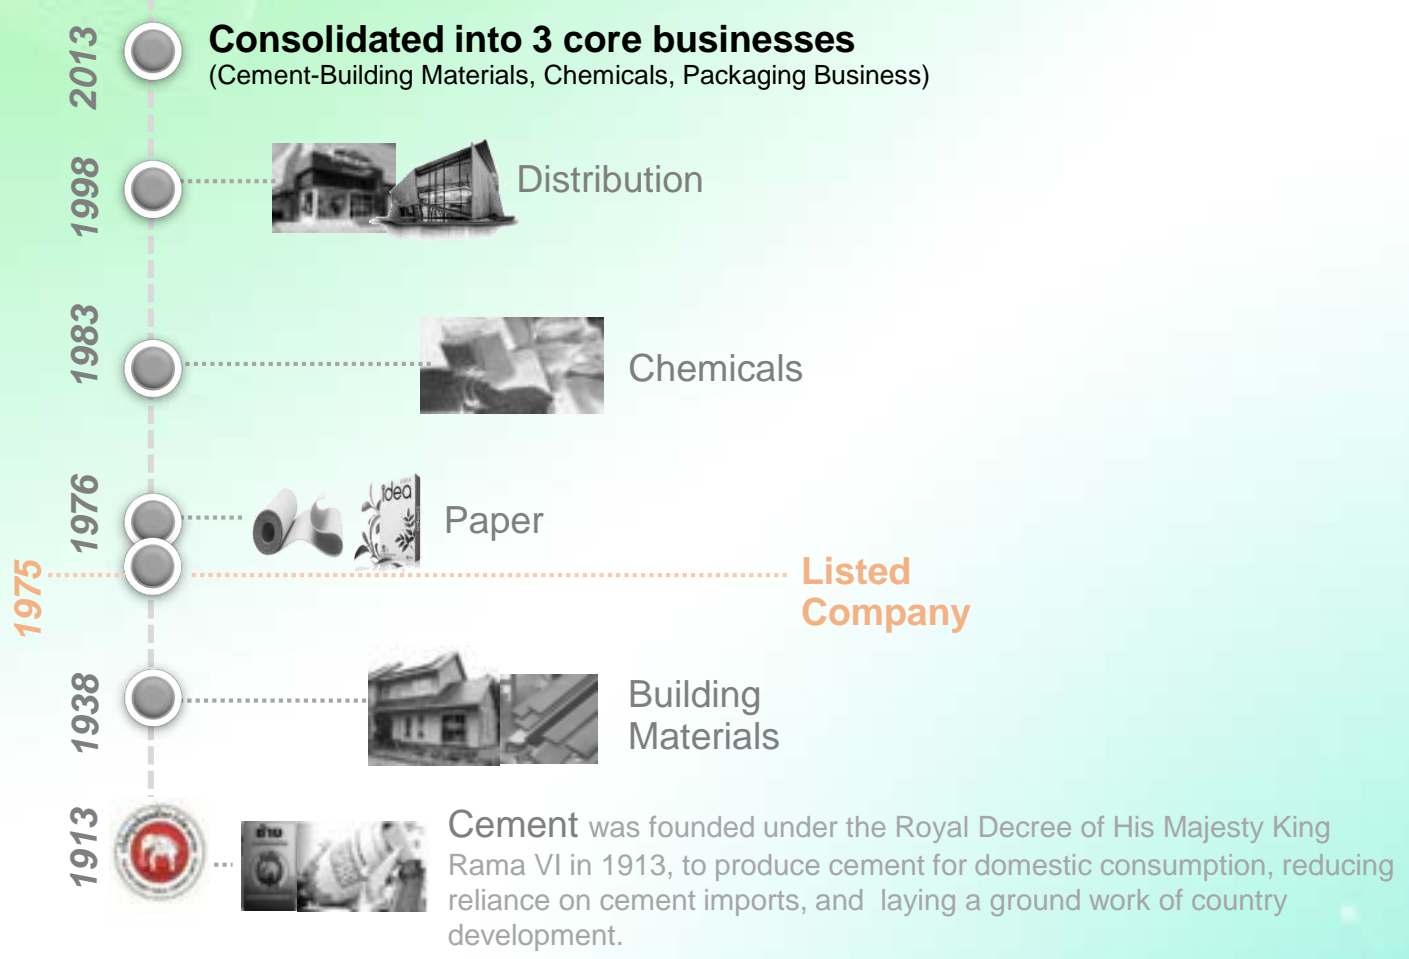 2013
Consolidated into 3 core businesses
(Cement-Building Materials, Chemicals, Packaging Business)
1998
Distribution
1983
Chemicals
1976
idea
Paper
1975
Listed
Company
1938
Building
Materials
1913
ช้าง
Cement was founded under the Royal Decree of His Majesty King
Rama VI in 1913, to produce cement for domestic consumption, reducing
reliance on cement imports, and laying a ground work of country
development.